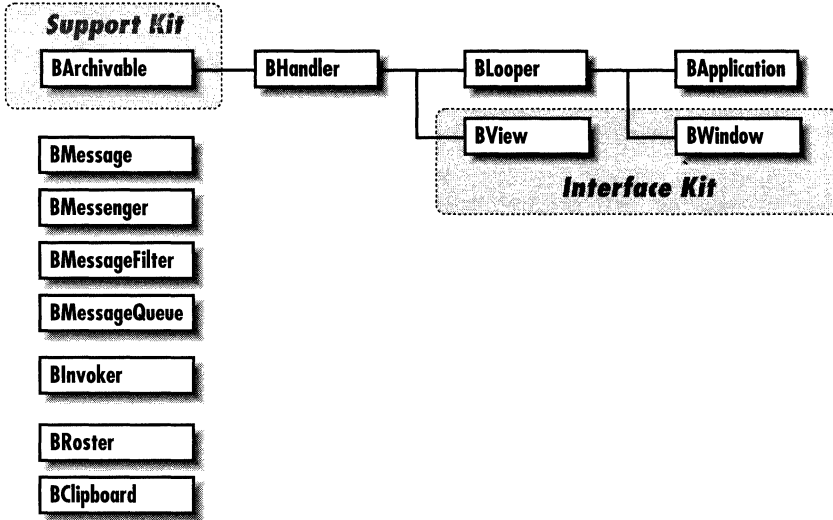 Support Kit
BArchivable
BHandler
BLooper
BApplication
BView
BWindow
Interface Kit
BMessage
BMessenger
BMessageFilter
BMessageQueue
BInvoker
BRoster
BClipboard